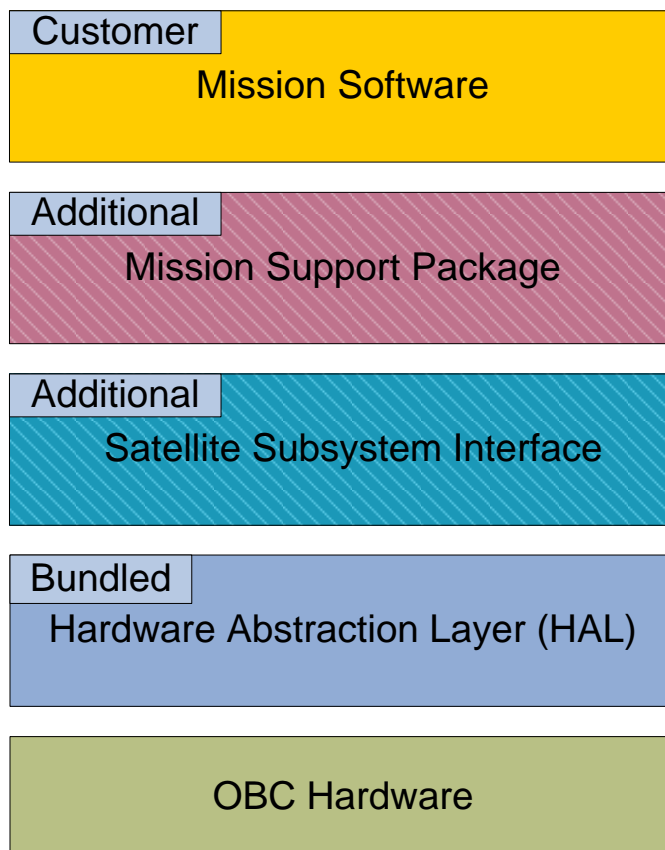 Customer
Mission Software
Additional
Mission Support Package
Additional
Satellite Subsystem Interface
Bundled
Hardware Abstraction Layer (HAL)
OBC Hardware